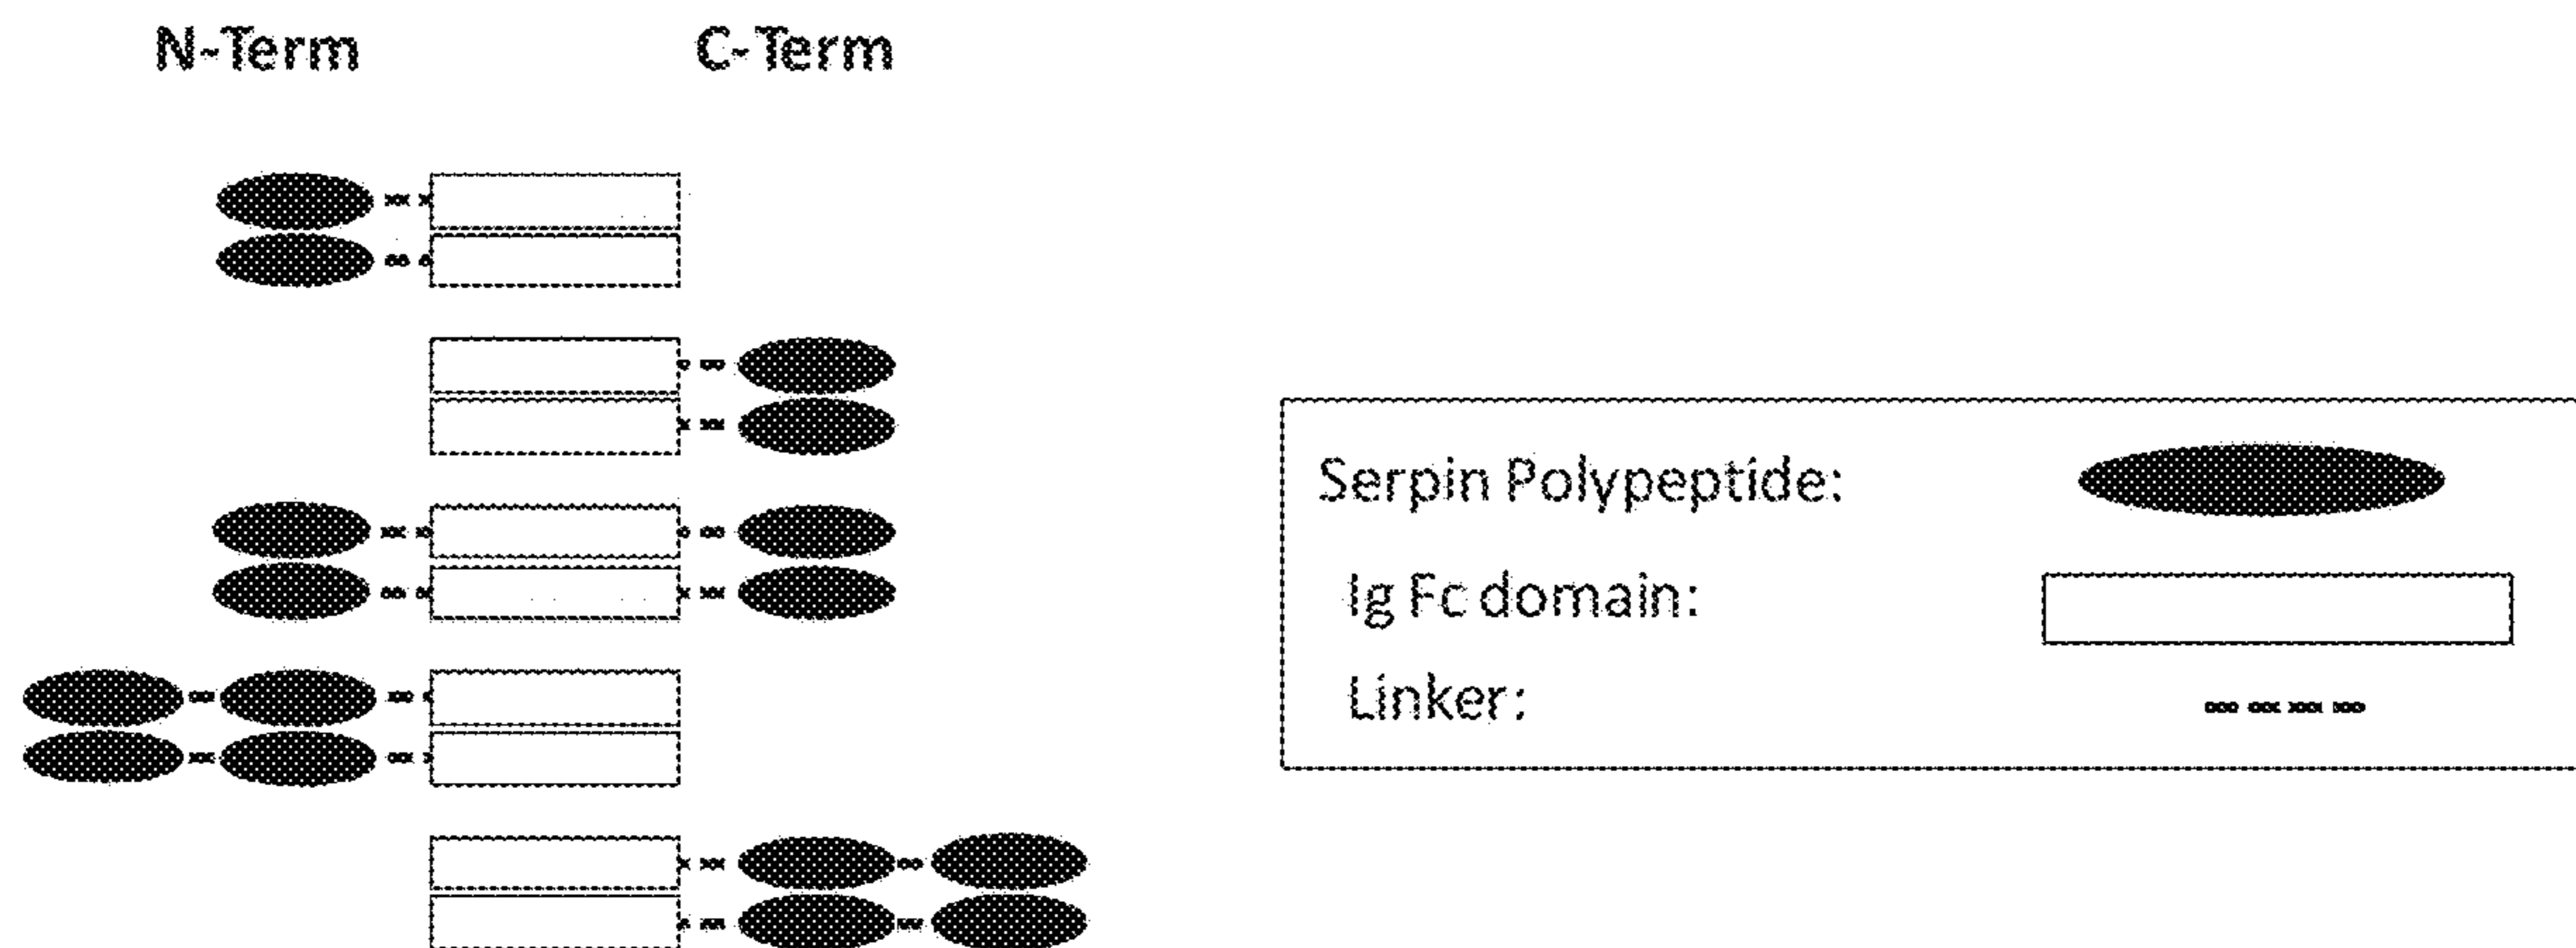 N-Term C-Term
Serpin Polypeptide:
Ig Fc domain:
Linker: